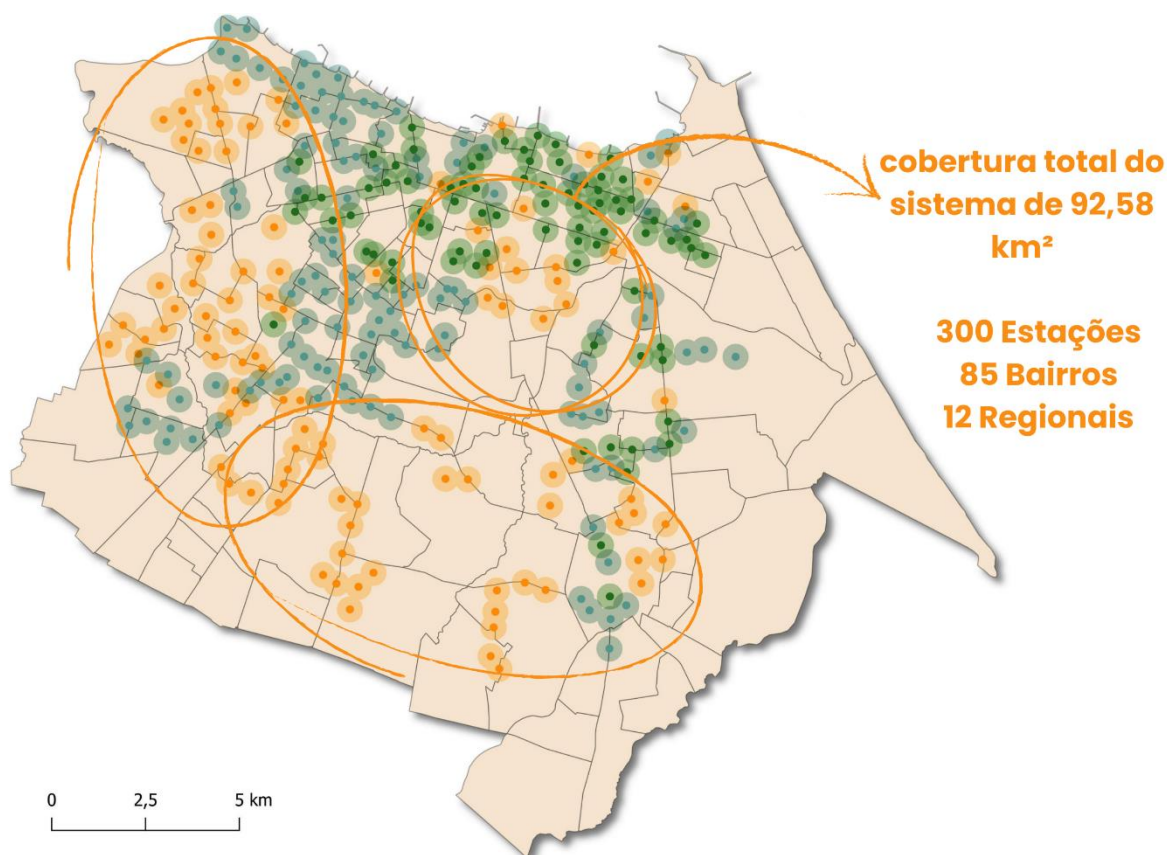 cobertura total do
sistema de 92,58
km²
300 Estações
85 Bairros
12 Regionais
0 2,5 5 km